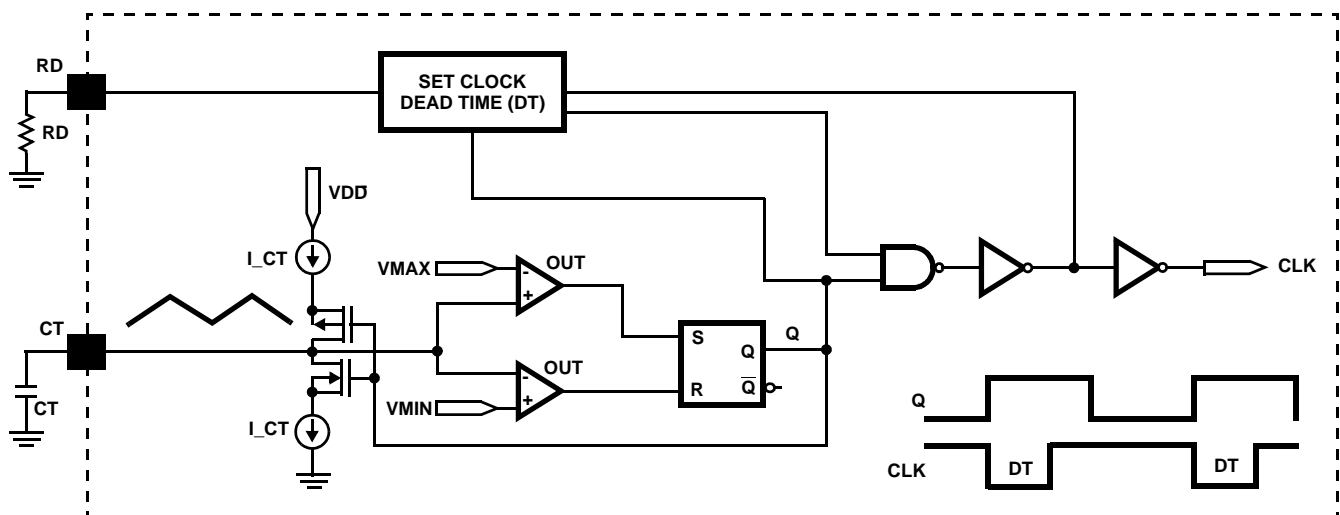 RD
SET CLOCK
DEAD TIME (DT)
RD
VDD
I_CT
VMAX
-
+
OUT
CLK
CT
S
Q
Q
CT
-
+
OUT
R
Q
VMIN
I_CT
Q
CLK
DT
DT